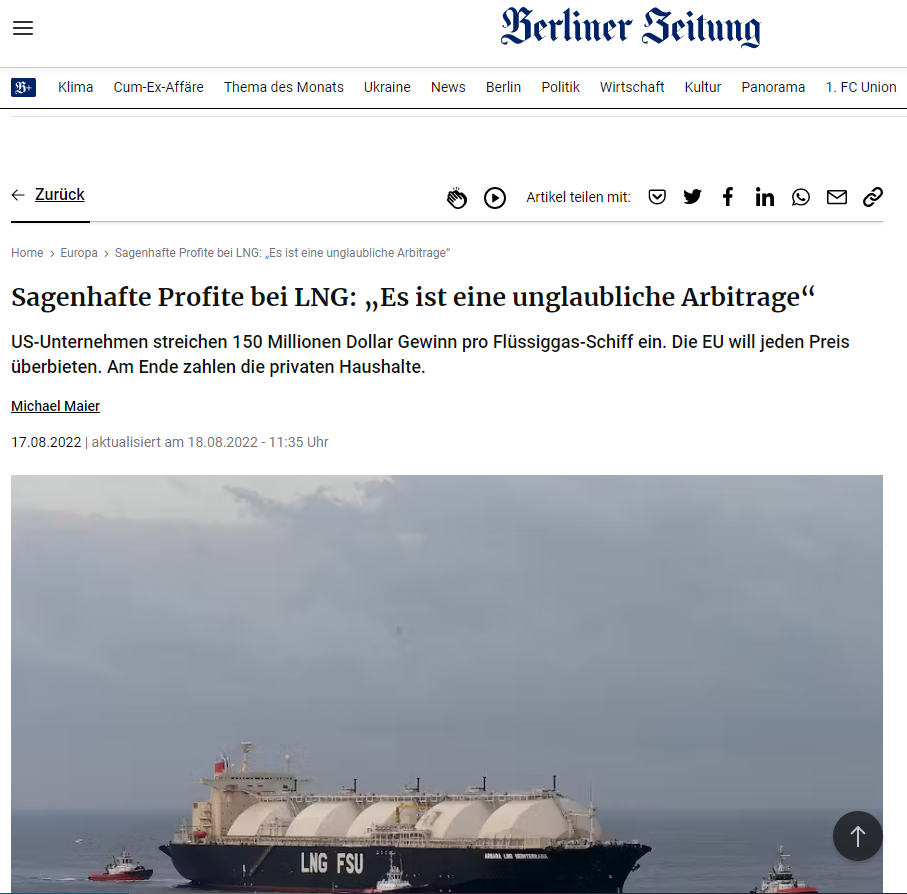 Berliner Zeitung
B+ Klima Cum-Ex-Affäre Thema des Monats Ukraine News Berlin Politik Wirtschaft Kultur Panorama 1. FC Union
Zurück
Artikel teilen mit:
Home › Europa › Sagenhafte Profite bei LNG: „Es ist eine unglaubliche Arbitrage“
Sagenhafte Profite bei LNG: „Es ist eine unglaubliche Arbitrage“
US-Unternehmen streichen 150 Millionen Dollar Gewinn pro Flüssiggas-Schiff ein. Die EU will jeden Preis
überbieten. Am Ende zahlen die privaten Haushalte.
Michael Maier
17.08.2022 | aktualisiert am 18.08.2022 - 11:35 Uhr
LNG FSU
ARMADA LNG MEDITERRANA